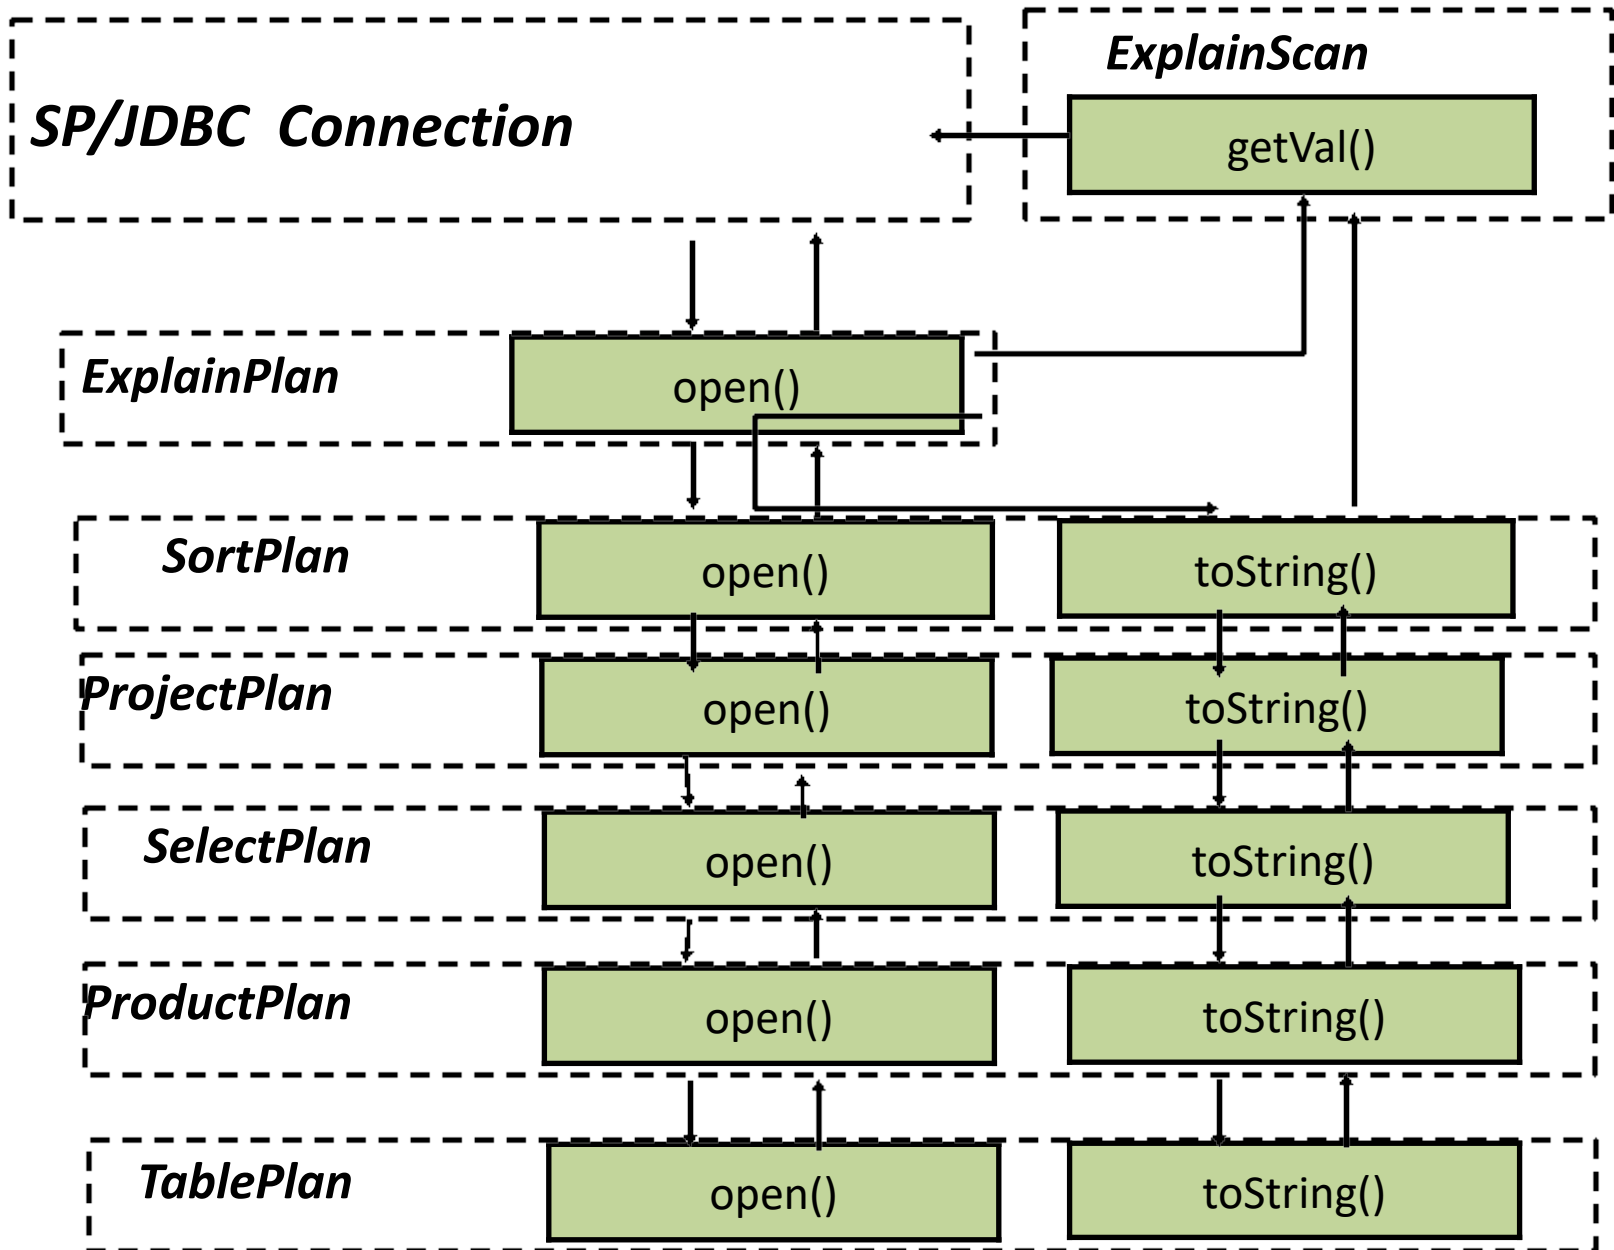 ExplainScan
SP/JDBC Connection
getVal()
ExplainPlan
open()
SortPlan
open()
toString()
ProjectPlan
open()
toString()
SelectPlan
open()
toString()
ProductPlan
open()
toString()
TablePlan
open()
toString()